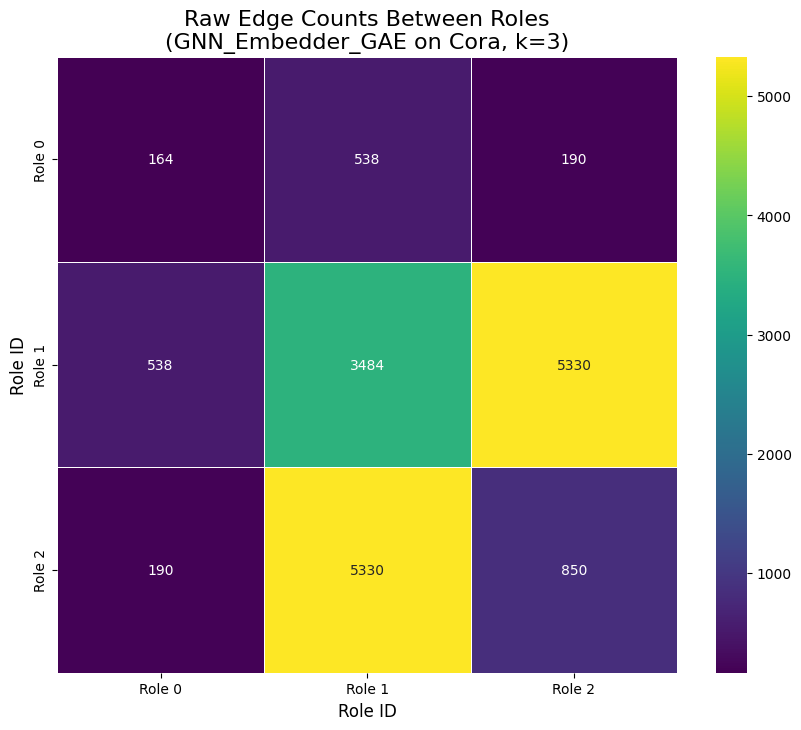 Raw Edge Counts Between Roles
(GNN_Embedder_GAE on Cora, k=3)
Role ID
Role 0
164 538 190
Role 1
538 3484 5330
Role 2
190 5330 850
Role 0 Role 1 Role 2
Role ID
5000
4000
3000
2000
1000